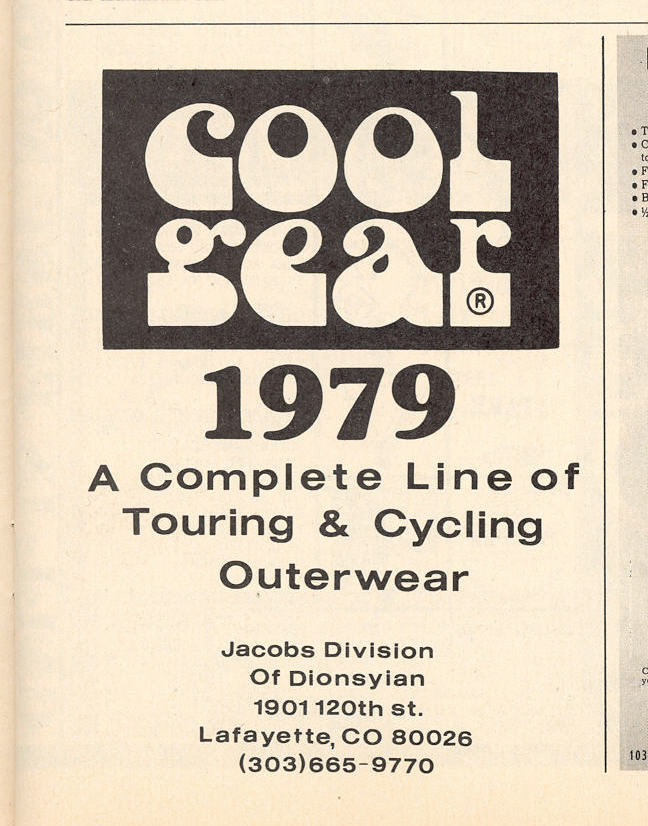 cool
gear®
1979
A Complete Line of
Touring & Cycling
Outerwear
Jacobs Division
Of Dionsyian
1901 120th st.
Lafayette, CO 80026
(303)665-9770
103